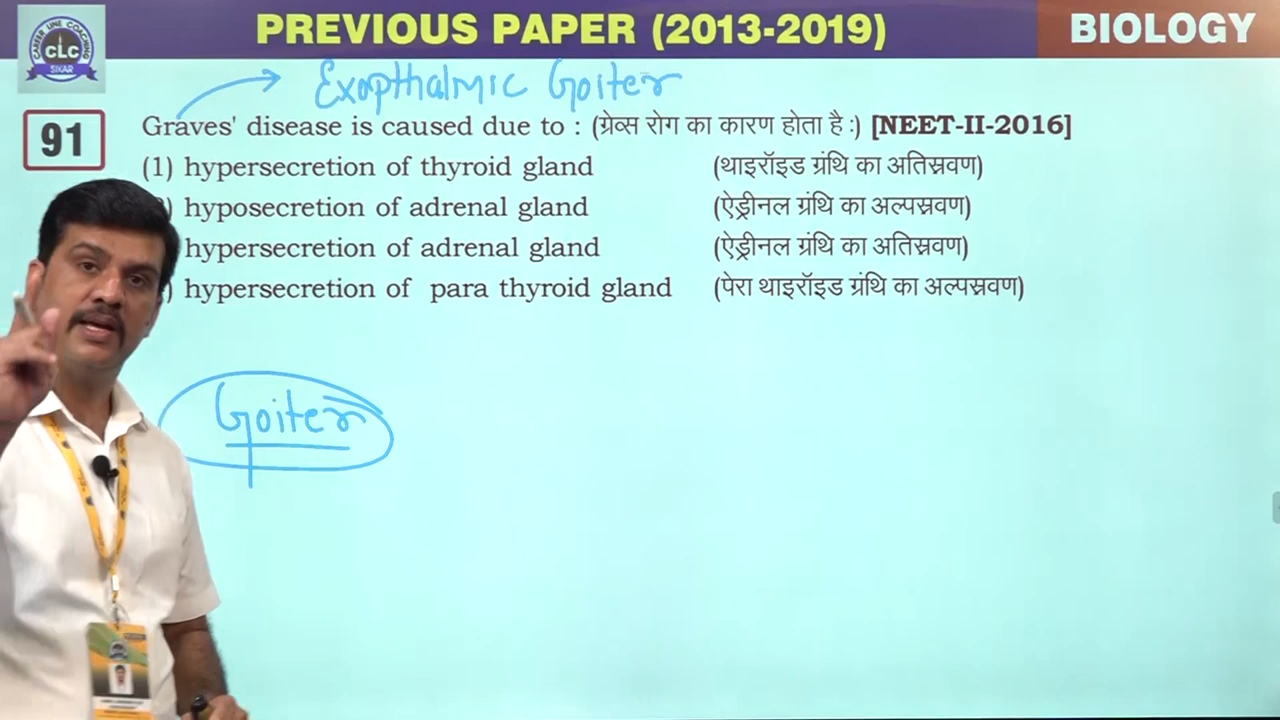 PREVIOUS PAPER (2013-2019)
BIOLOGY
CAREER LINE COACHING
CLC
SIKAR
Exopthalmic Goiter
91
Graves' disease is caused due to : (ग्रेव्स रोग का कारण होता है :) [NEET-II-2016]
(1) hypersecretion of thyroid gland (थाइरॉइड ग्रंथि का अतिस्रवण)
) hyposecretion of adrenal gland (ऐड्रीनल ग्रंथि का अल्पस्रवण)
hypersecretion of adrenal gland (ऐड्रीनल ग्रंथि का अतिस्रवण)
) hypersecretion of para thyroid gland (पेरा थाइरॉइड ग्रंथि का अल्पस्रवण)
Goiter